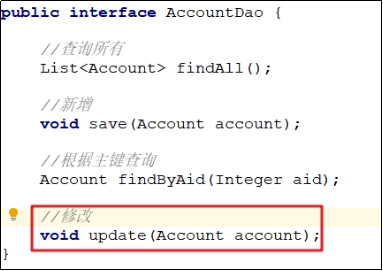 public interface AccountDao {
//查询所有
List<Account> findAll();
//新增
void save(Account account);
//根据主键查询
Account findByAid(Integer aid);
//修改
void update(Account account);
}